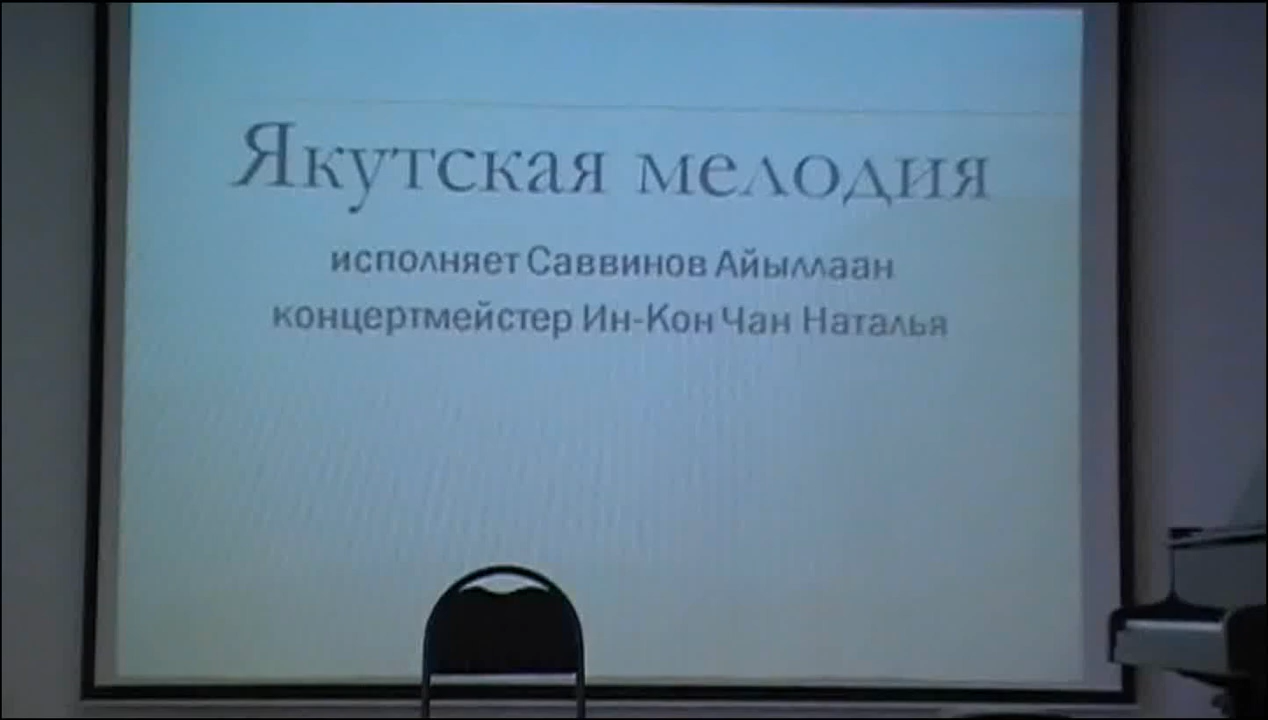 Якутская мелодия
исполняет Саввинов Айыллаан
концертмейстер Ин-Кон Чан Наталья